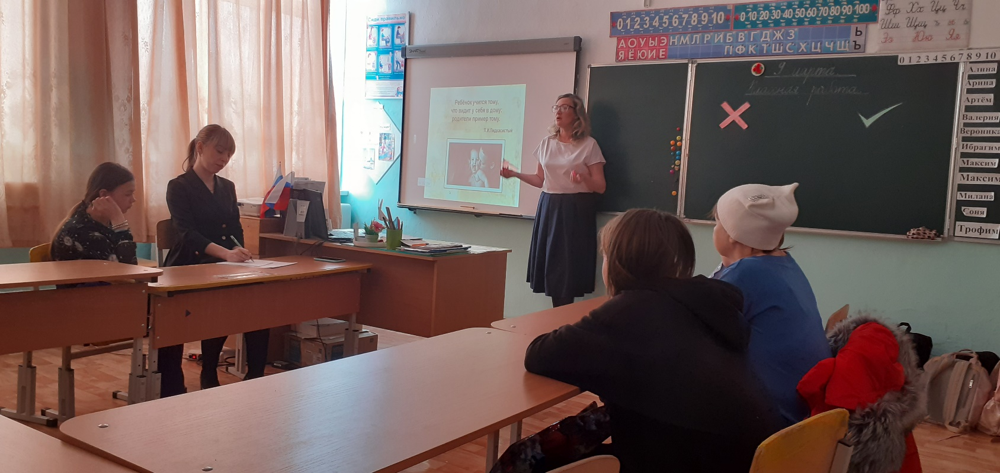 Сиди правильно
SMART
Ребёнок учится тому,
что видит у себя в дому:
родители пример тому.
П.И.Пидкасистый
0 1 2 3 4 5 6 7 8 9 10
0 10 20 30 40 50 60 70 80 90 100
А О У Ы Э Н М Л Р Й Б В Г Д Ж З Ь
Я Ё Ю И Е П Ф К Т Ш С Х Ц Ч Щ Ъ
Фф Хх Цц Чч
Шш Щщ ъ ы ь
Ээ Юю Яя
9 марта
Классная работа
0 1 2 3 4 5 6 7 8 9 10
Алина
Арина
Артём
Валерия
Вероника
Ибрагим
Максим
Максим
Милана
Соня
Трофим